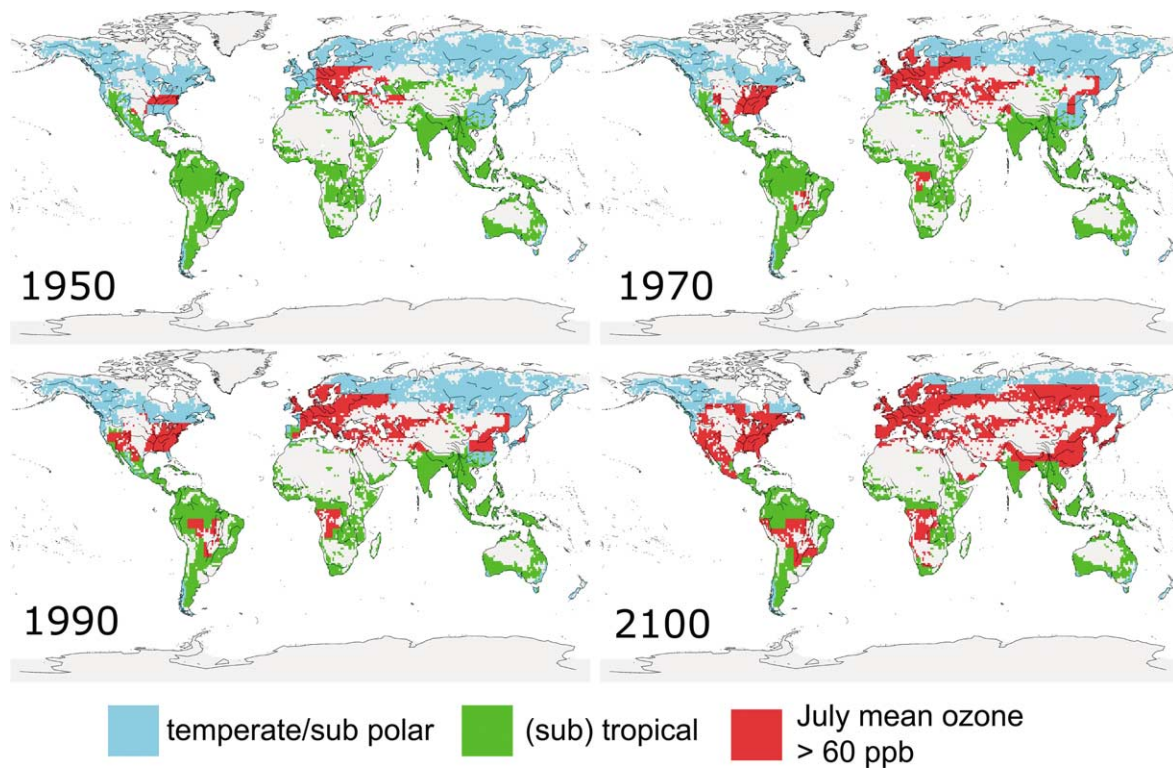 1950
1970
1990
2100
temperate/sub polar
(sub) tropical
July mean ozone
> 60 ppb